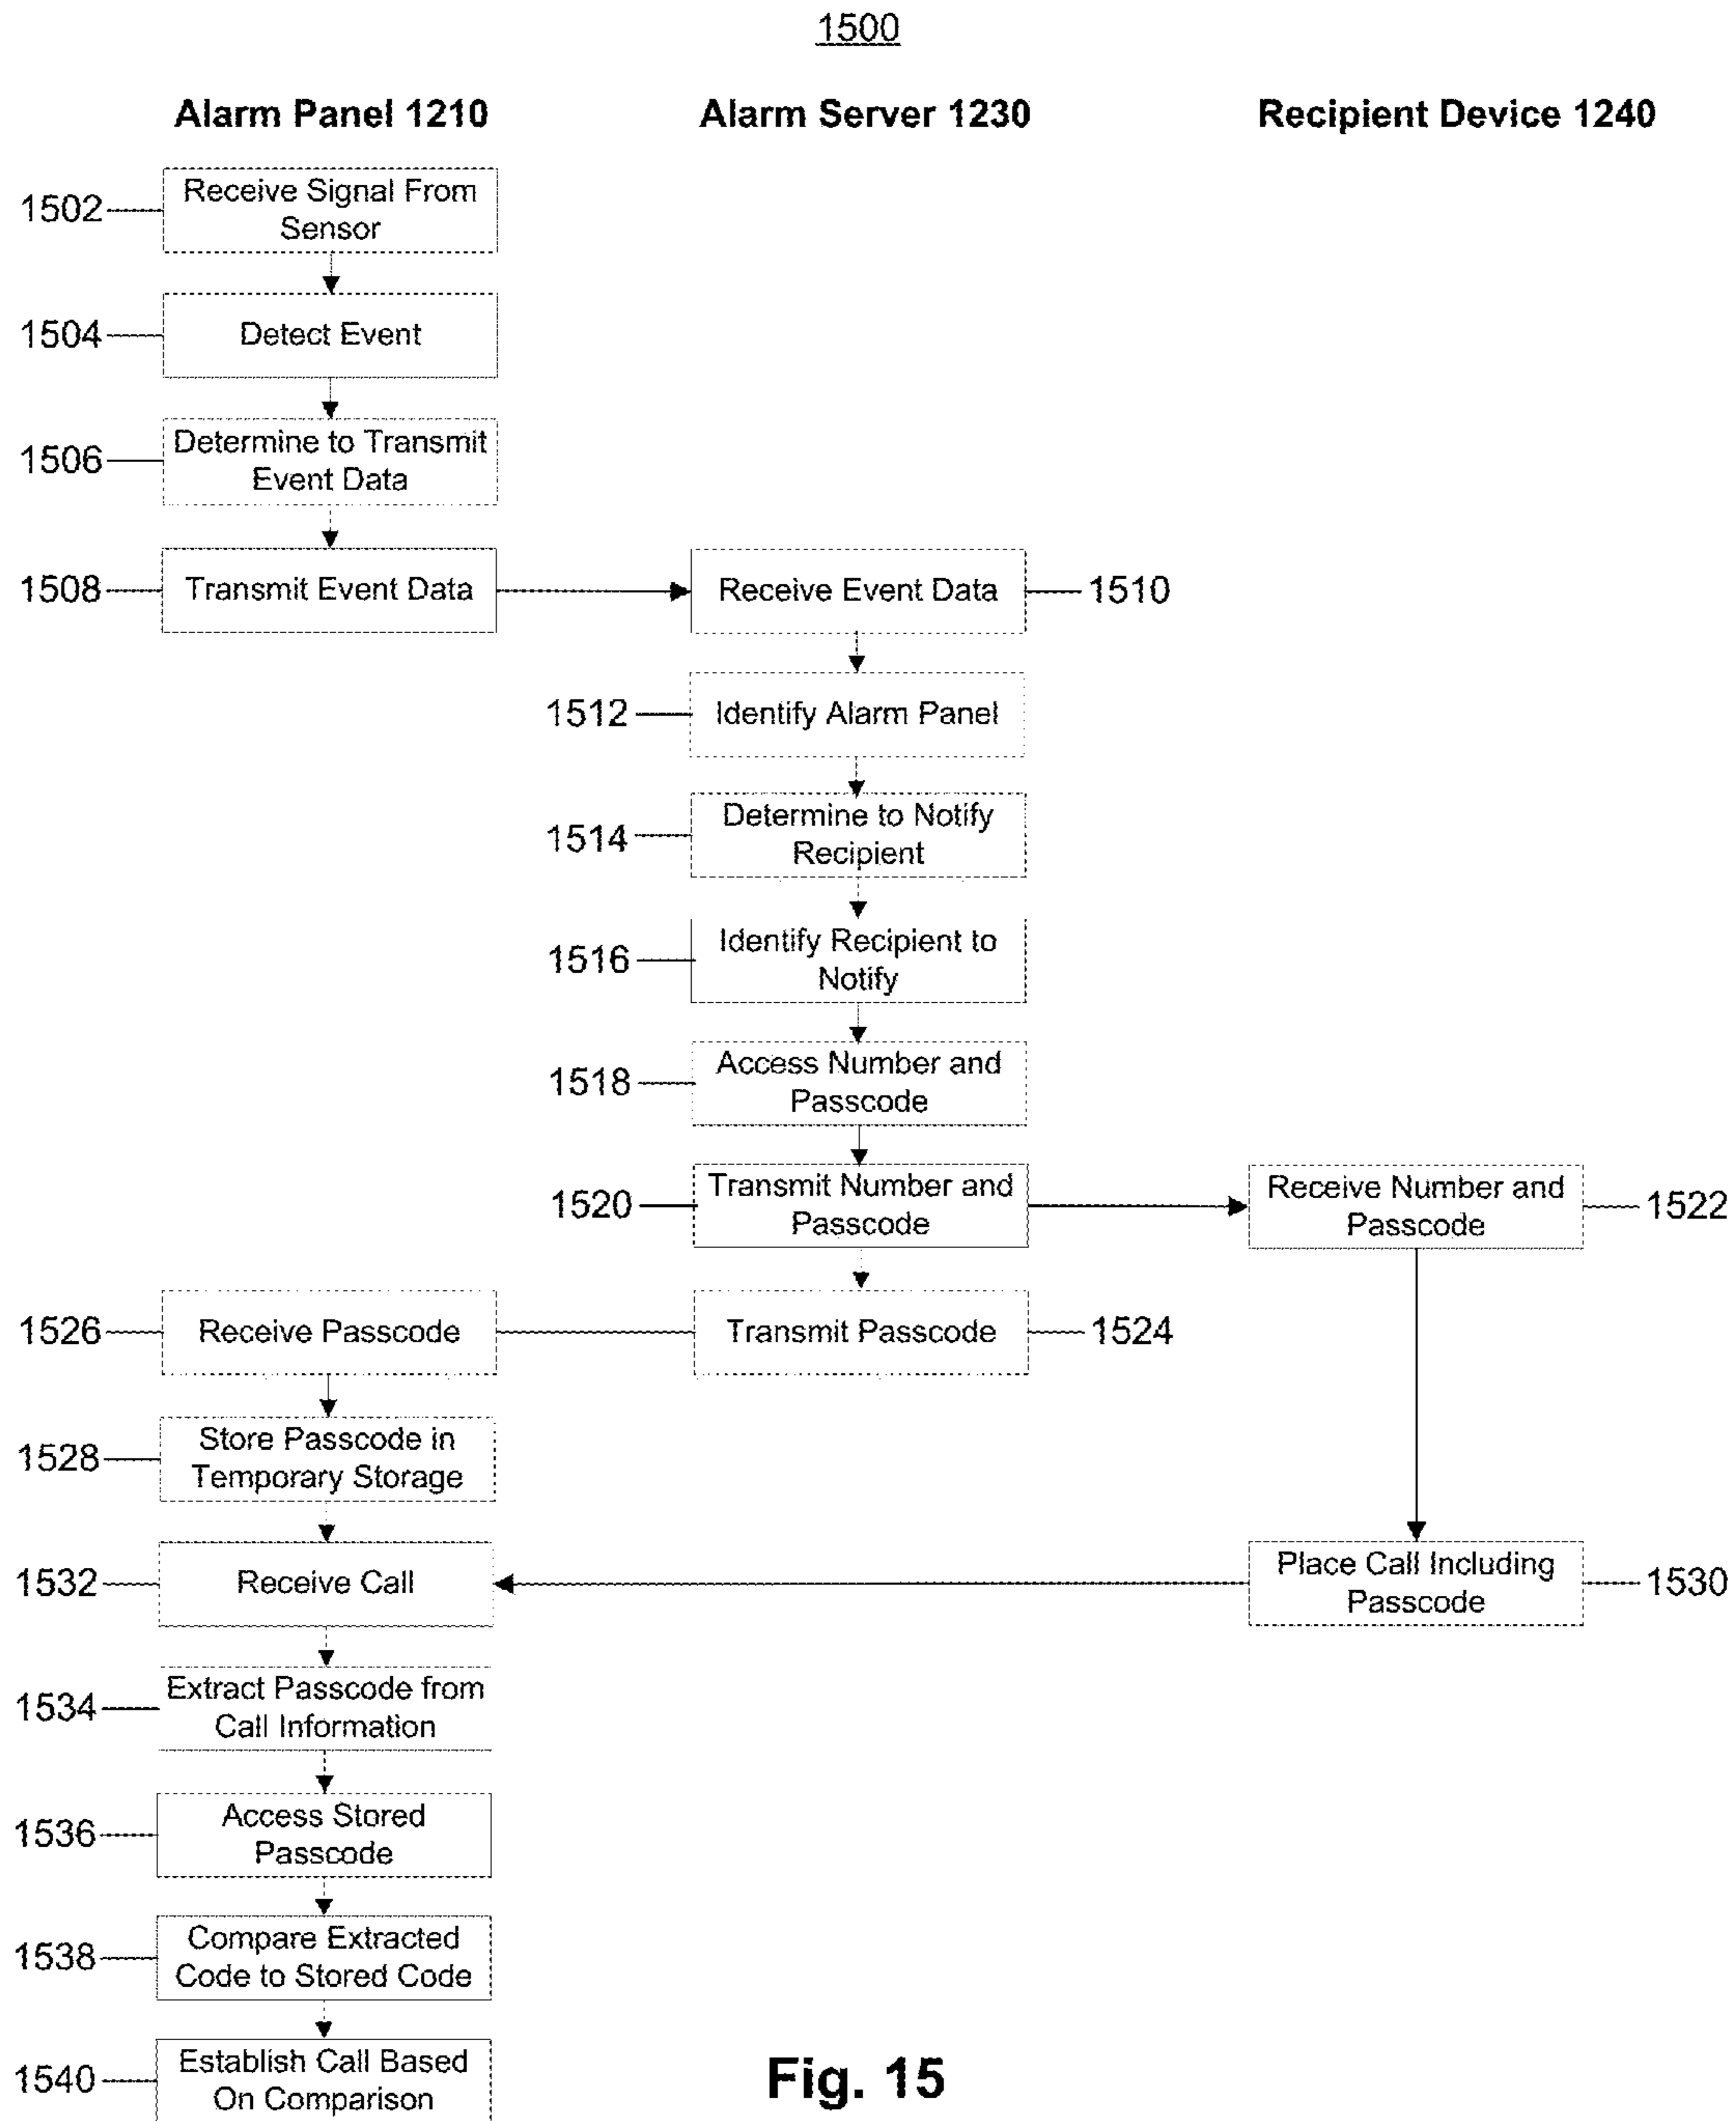 1500
Alarm Panel 1210
Alarm Server 1230
Recipient Device 1240
1502
Receive Signal From
Sensor
1504
Detect Event
1506
Determine to Transmit
Event Data
1508
Transmit Event Data
Receive Event Data
1510
1512
Identify Alarm Panel
1514
Determine to Notify
Recipient
1516
Identify Recipient to
Notify
1518
Access Number and
Passcode
1520
Transmit Number and
Passcode
Receive Number and
Passcode
1522
1526
Receive Passcode
Transmit Passcode
1524
1528
Store Passcode in
Temporary Storage
1532
Receive Call
Place Call Including
Passcode
1530
1534
Extract Passcode from
Call Information
1536
Access Stored
Passcode
1538
Compare Extracted
Code to Stored Code
1540
Establish Call Based
On Comparison
Fig. 15